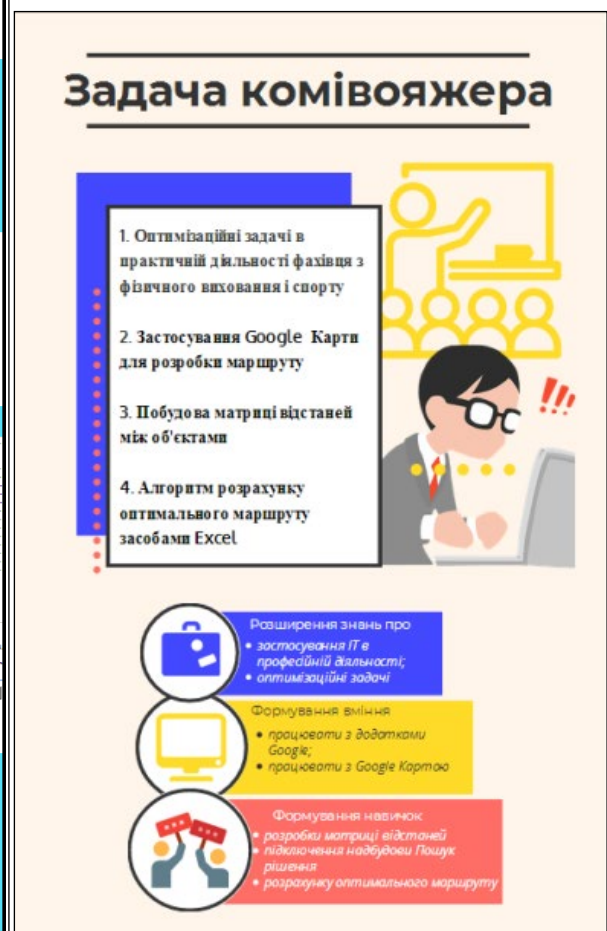 Задача комівояжера
1. Оптимізаційні задачі в
практичній діяльності фахівця з
фізичного виховання і спорту
2. Застосування Google Карти
для розробки маршруту
3. Побудова матриці відстаней
між об'єктами
4. Алгоритм розрахунку
оптимального маршруту
засобами Excel
!!!
Розширення знань про
• застосування ІТ в
професійній діяльності;
• оптимізаційні задачі
Формування вміння
• працювати з додатками
Google;
• працювати з Google Картою
Формування навичок
• розробки матриці відстаней
• підключення надбудови Пошук
рішення
• розрахунку оптимального маршруту